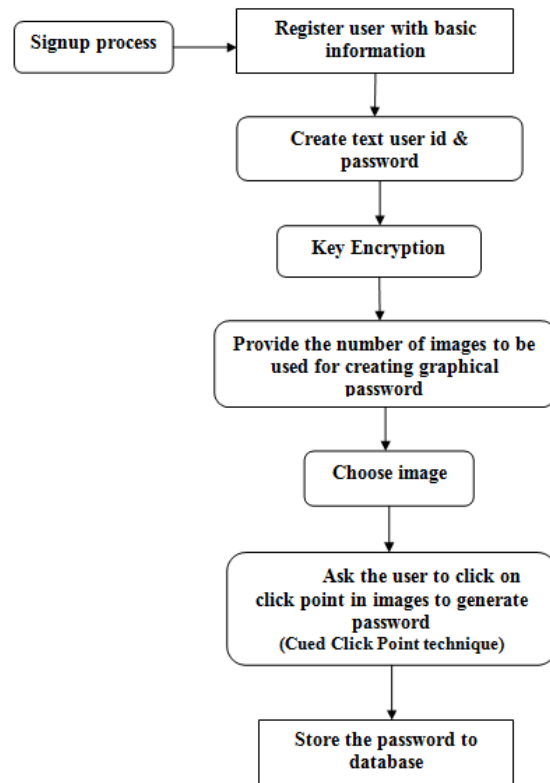 Signup process
Register user with basic
information
Create text user id &
password
Key Encryption
Provide the number of images to be
used for creating graphical
password
Choose image
Ask the user to click on
click point in images to generate
password
(Cued Click Point technique)
Store the password to
database